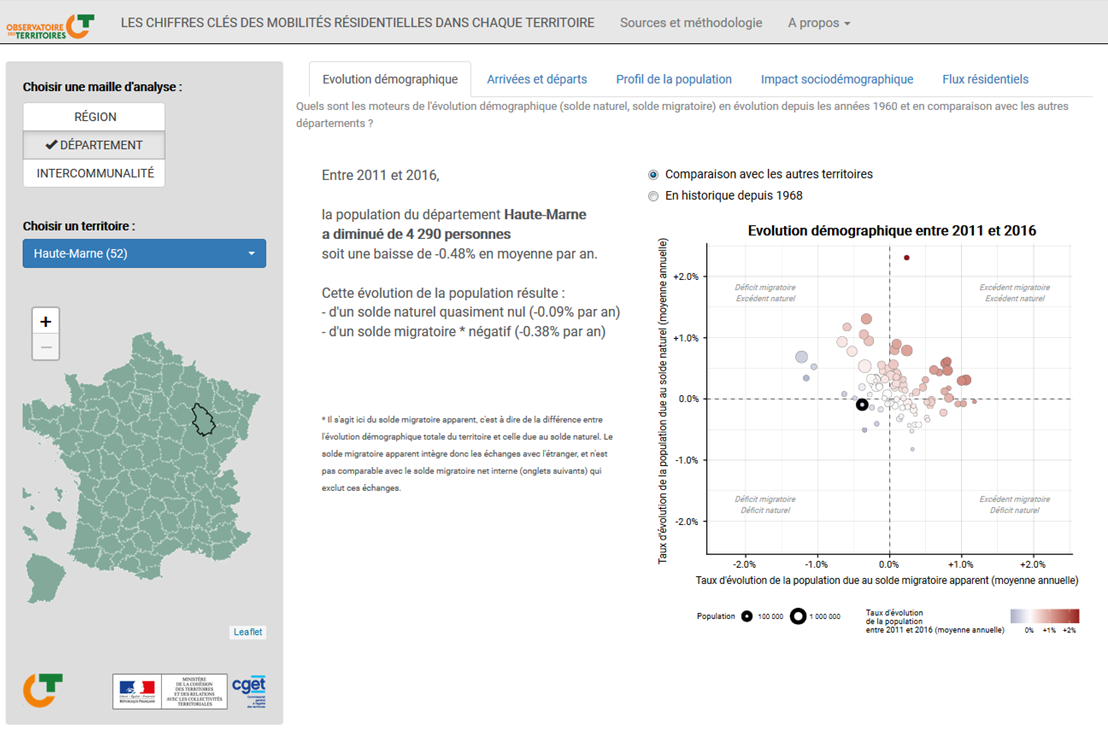 OBSERVATOIRE
DES TERRITOIRES
LES CHIFFRES CLÉS DES MOBILITÉS RÉSIDENTIELLES DANS CHAQUE TERRITOIRE
Sources et méthodologie
A propos
Choisir une maille d'analyse :
RÉGION
DÉPARTEMENT
INTERCOMMUNALITÉ
Choisir un territoire :
Haute-Marne (52)
+
−
Leaflet
RÉPUBLIQUE FRANÇAISE
MINISTÈRE
DE LA COHÉSION
DES TERRITOIRES
ET DES RELATIONS
AVEC LES COLLECTIVITÉS
TERRITORIALES
cget
Evolution démographique
Arrivées et départs
Profil de la population
Impact sociodémographique
Flux résidentiels
Quels sont les moteurs de l'évolution démographique (solde naturel, solde migratoire) en évolution depuis les années 1960 et en comparaison avec les autres
départements ?
Entre 2011 et 2016,
la population du département Haute-Marne
a diminué de 4 290 personnes
soit une baisse de -0.48% en moyenne par an.
Cette évolution de la population résulte :
- d'un solde naturel quasiment nul (-0.09% par an)
- d'un solde migratoire * négatif (-0.38% par an)
* Il s'agit ici du solde migratoire apparent, c'est à dire de la différence entre
l'évolution démographique totale du territoire et celle due au solde naturel. Le
solde migratoire apparent intègre donc les échanges avec l'étranger, et n'est
pas comparable avec le solde migratoire net interne (onglets suivants) qui
exclut ces échanges.
Comparaison avec les autres territoires
En historique depuis 1968
Evolution démographique entre 2011 et 2016
Taux d'évolution de la population due au solde naturel (moyenne annuelle)
+2.0%
+1.0%
0.0%
-1.0%
-2.0%
Déficit migratoire
Excédent naturel
Excédent migratoire
Excédent naturel
Déficit migratoire
Déficit naturel
Excédent migratoire
Déficit naturel
-2.0%
-1.0%
0.0%
+1.0%
+2.0%
Taux d'évolution de la population due au solde migratoire apparent (moyenne annuelle)
Population
100 000
1 000 000
Taux d'évolution
de la population
entre 2011 et 2016 (moyenne annuelle)
0%
+1%
+2%